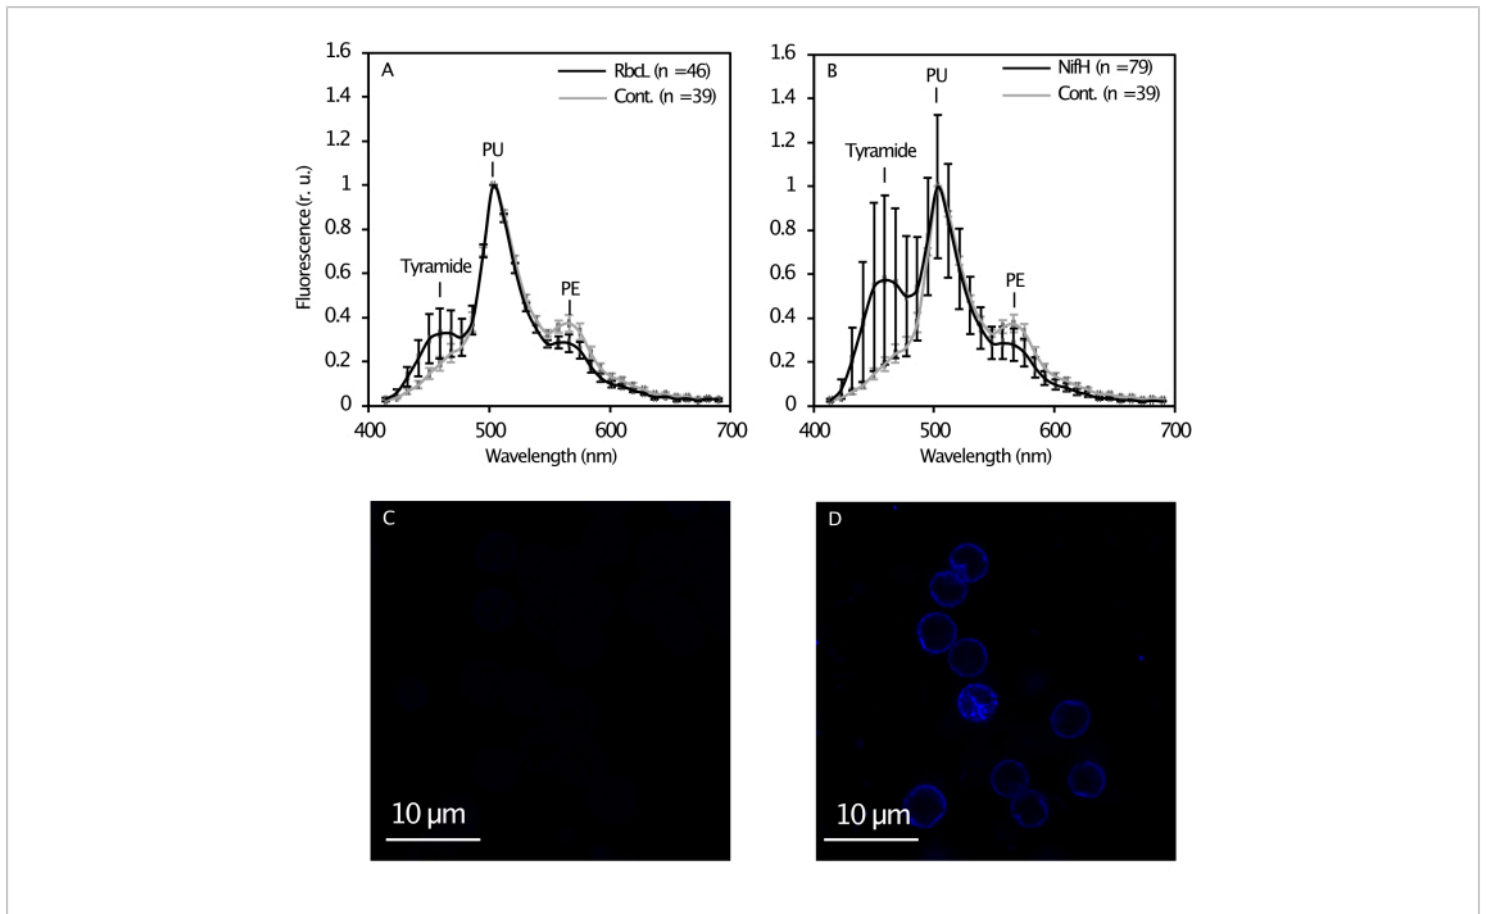 A
RbcL (n =46)
Cont. (n =39)
PU
Tyramide
PE
Fluorescence (r. u.)
1.6
1.4
1.2
1
0.8
0.6
0.4
0.2
0
400 500 600 700
Wavelength (nm)
B
NifH (n =79)
Cont. (n =39)
PU
Tyramide
PE
1.6
1.4
1.2
1
0.8
0.6
0.4
0.2
0
400 500 600 700
Wavelength (nm)
C
10 µm
D
10 µm